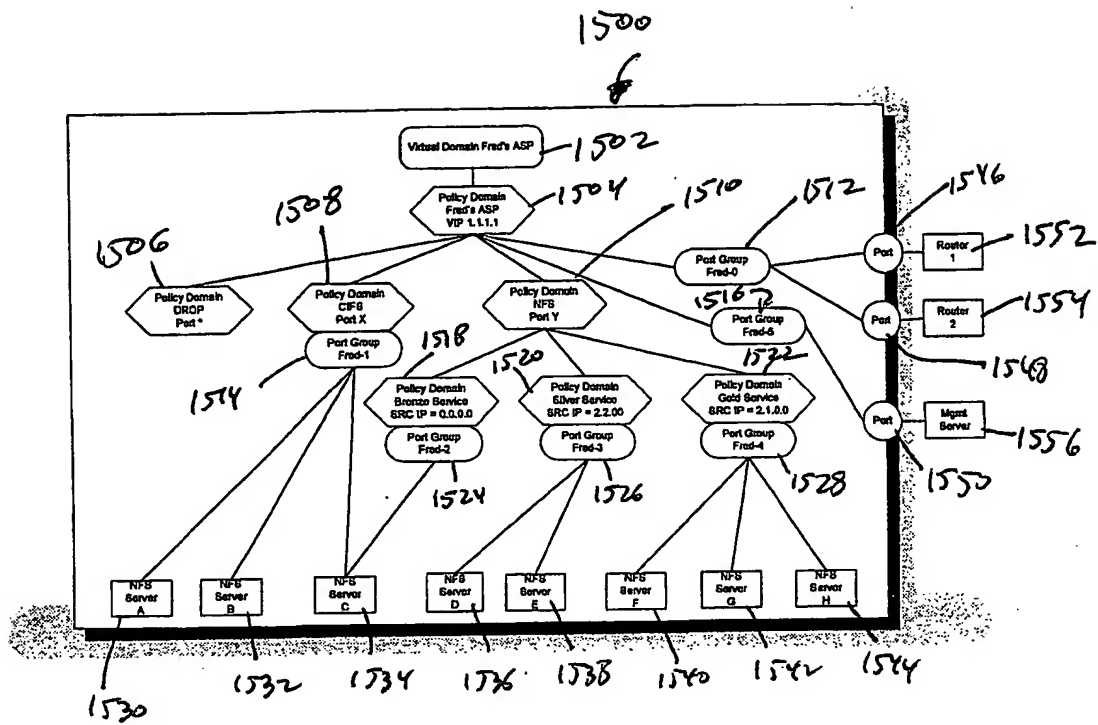 1500
Virtual Domain Fred's ASP
1502
Policy Domain
Fred's ASP
VIP 1.1.1.1
1504
1510
1512
1546
1508
1506
Port Group
Fred-0
Port
Router
1
1552
Policy Domain
DROP
Port *
Policy Domain
CIFS
Port X
Policy Domain
NFS
Port Y
1516
Port Group
Fred-5
Port
Router
2
1554
1548
Port Group
Fred-1
1514
1518
1520
1522
Policy Domain
Bronze Service
SRC IP = 0.0.0.0
Policy Domain
Silver Service
SRC IP = 2.2.00
Policy Domain
Gold Service
SRC IP = 2.1.0.0
Port
Mgmt
Server
1556
1550
Port Group
Fred-2
Port Group
Fred-3
Port Group
Fred-4
1524
1526
1528
NFS
Server
A
NFS
Server
B
NFS
Server
C
NFS
Server
D
NFS
Server
E
NFS
Server
F
NFS
Server
G
NFS
Server
H
1530
1532
1534
1536
1538
1540
1542
1544